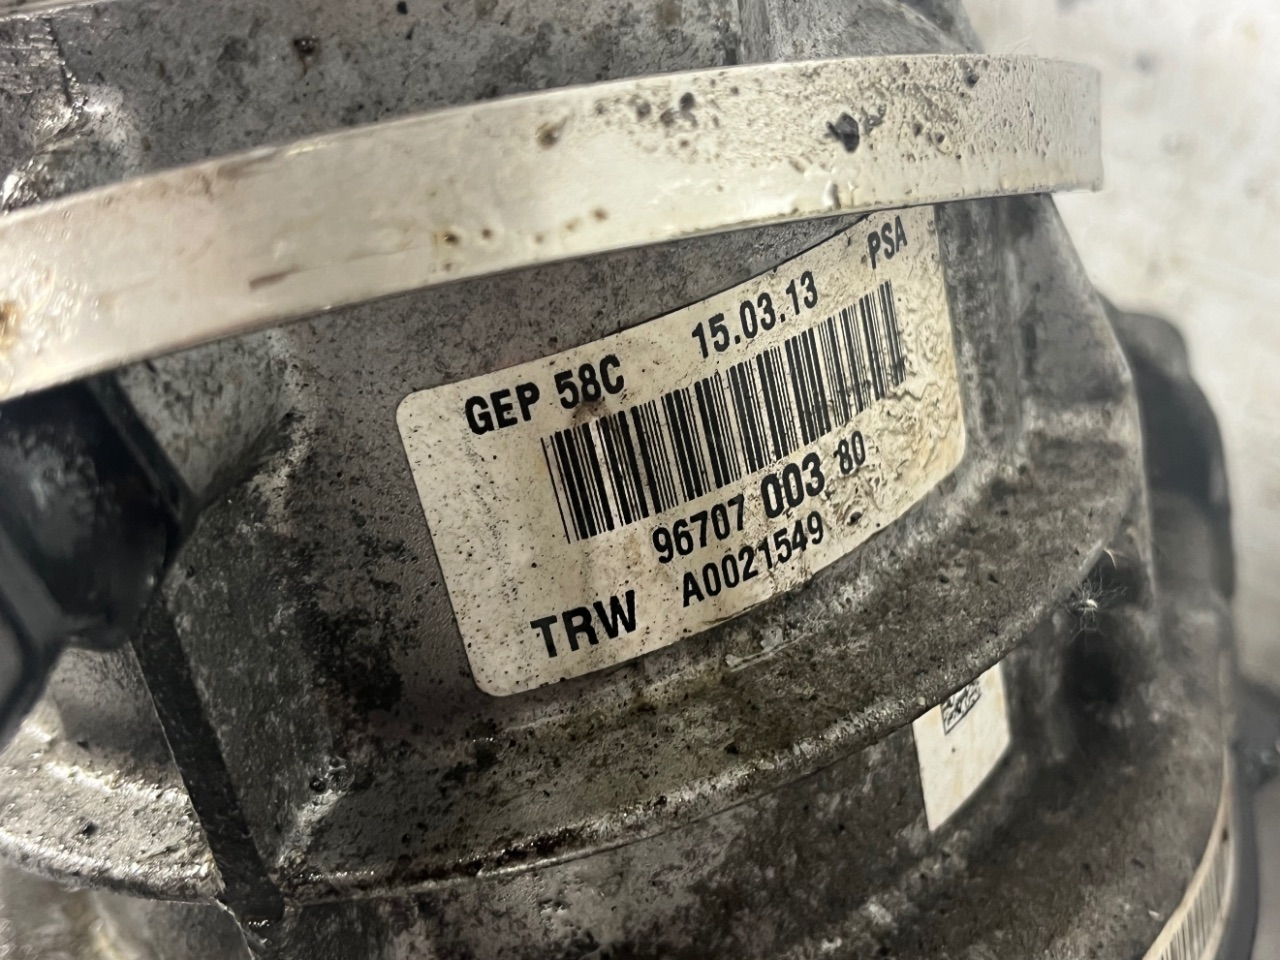 PSA
GEP 58C 15.03.13
96707 003 80
A0021549
TRW